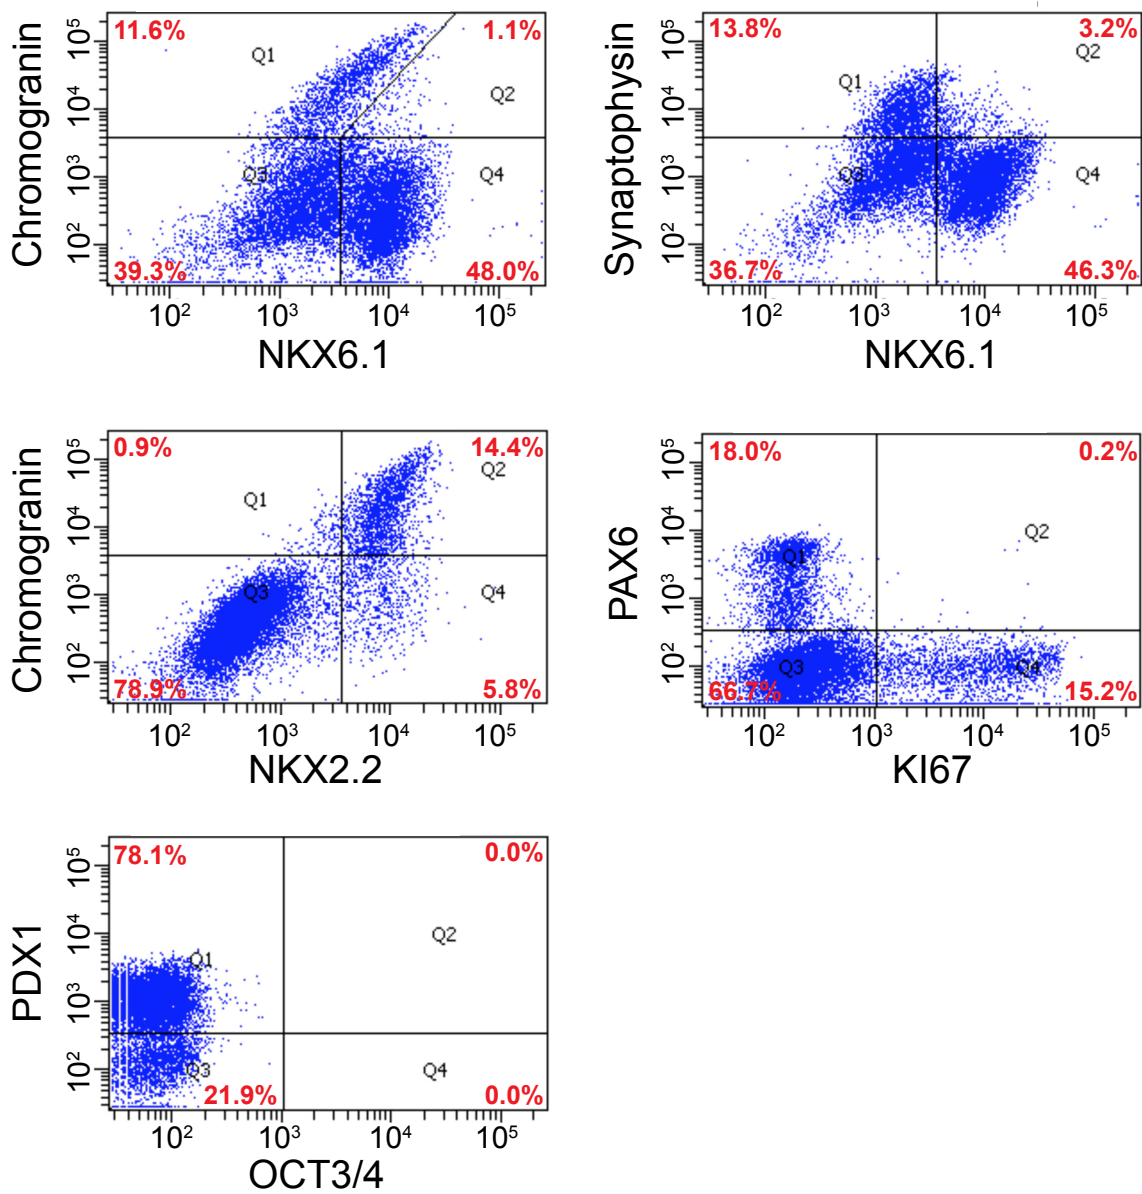 Chromogranin
10⁵
10⁴
10³
10²
11.6%
1.1%
Q1
Q2
Q3
Q4
39.3%
48.0%
10² 10³ 10⁴ 10⁵
NKX6.1
Synaptophysin
10⁵
10⁴
10³
10²
13.8%
3.2%
Q1
Q2
Q3
Q4
36.7%
46.3%
10² 10³ 10⁴ 10⁵
NKX6.1
Chromogranin
10⁵
10⁴
10³
10²
0.9%
14.4%
Q1
Q2
Q3
Q4
78.9%
5.8%
10² 10³ 10⁴ 10⁵
NKX2.2
PAX6
10⁵
10⁴
10³
10²
18.0%
0.2%
Q1
Q2
Q3
Q4
66.7%
15.2%
10² 10³ 10⁴ 10⁵
KI67
PDX1
10⁵
10⁴
10³
10²
78.1%
0.0%
Q1
Q2
Q3
Q4
21.9%
0.0%
10² 10³ 10⁴ 10⁵
OCT3/4